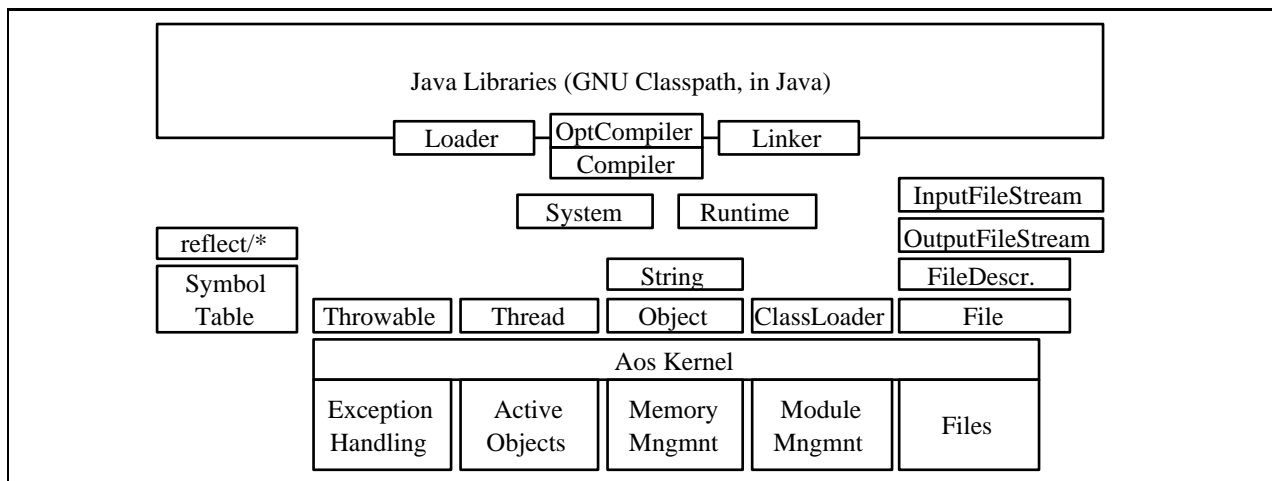 Java Libraries (GNU Classpath, in Java)
Loader
OptCompiler
Linker
Compiler
InputFileStream
System
Runtime
reflect/*
OutputFileStream
Symbol
Table
String
FileDescr.
Throwable
Thread
Object
ClassLoader
File
Aos Kernel
Exception
Handling
Active
Objects
Memory
Mngmnt
Module
Mngmnt
Files